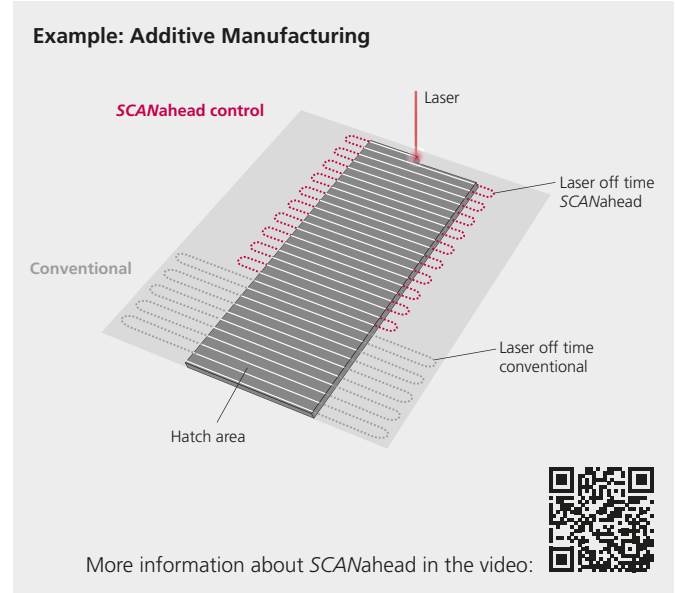 Example: Additive Manufacturing
SCANahead control
Laser
Laser off time
SCANahead
Conventional
Laser off time
conventional
Hatch area
More information about SCANahead in the video: